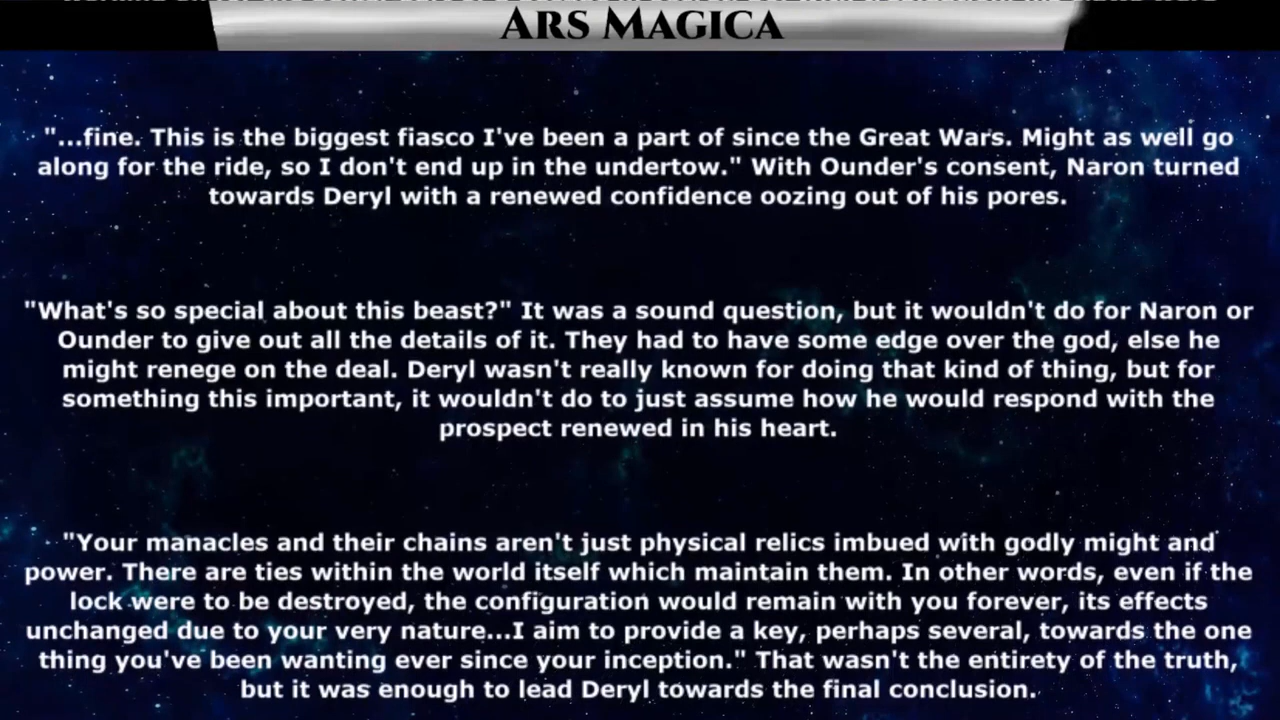 ARS MAGICA
"...fine. This is the biggest fiasco I've been a part of since the Great Wars. Might as well go
along for the ride, so I don't end up in the undertow." With Ounder's consent, Naron turned
towards Deryl with a renewed confidence oozing out of his pores.
"What's so special about this beast?" It was a sound question, but it wouldn't do for Naron or
Ounder to give out all the details of it. They had to have some edge over the god, else he
might renege on the deal. Deryl wasn't really known for doing that kind of thing, but for
something this important, it wouldn't do to just assume how he would respond with the
prospect renewed in his heart.
"Your manacles and their chains aren't just physical relics imbued with godly might and
power. There are ties within the world itself which maintain them. In other words, even if the
lock were to be destroyed, the configuration would remain with you forever, its effects
unchanged due to your very nature...I aim to provide a key, perhaps several, towards the one
thing you've been wanting ever since your inception." That wasn't the entirety of the truth,
but it was enough to lead Deryl towards the final conclusion.